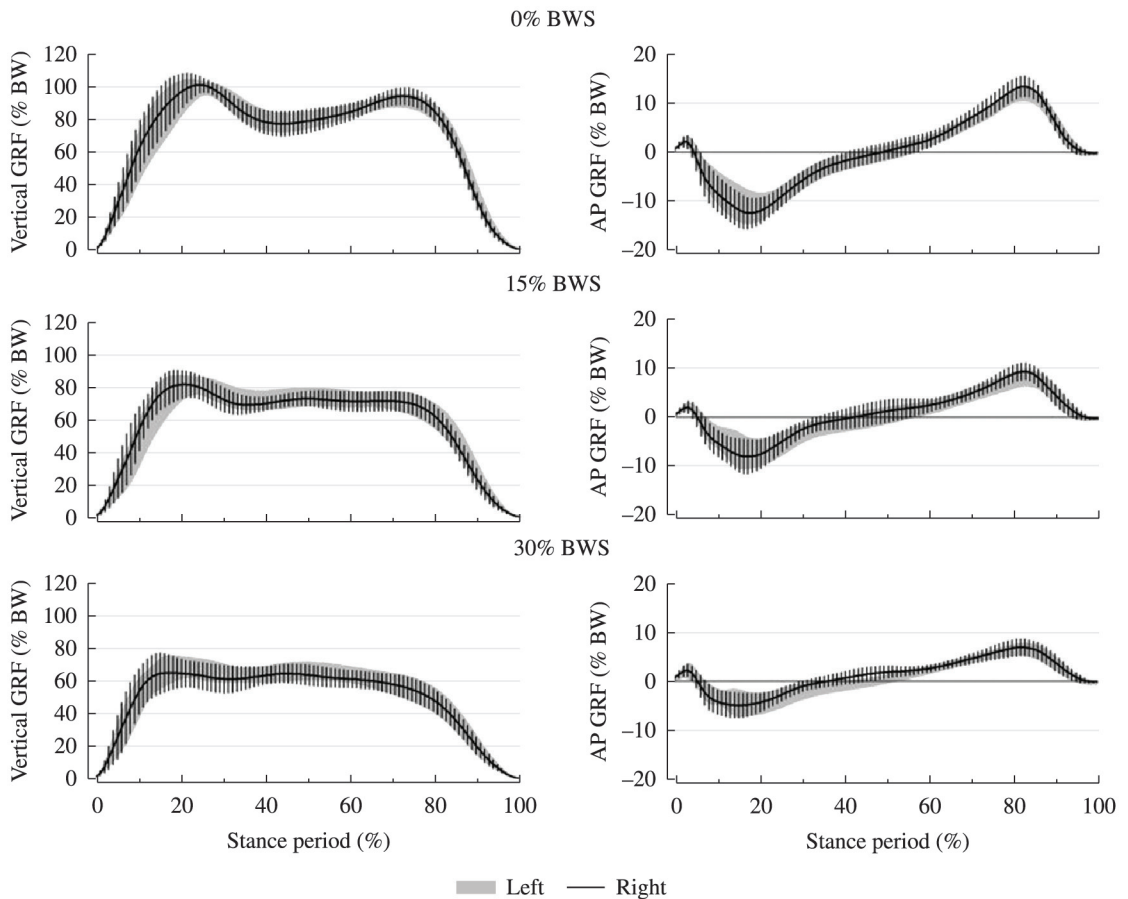 0% BWS
Vertical GRF (% BW)
120
100
80
60
40
20
0
AP GRF (% BW)
20
10
0
–10
–20
15% BWS
Vertical GRF (% BW)
120
100
80
60
40
20
0
AP GRF (% BW)
20
10
0
–10
–20
30% BWS
Vertical GRF (% BW)
120
100
80
60
40
20
0
0 20 40 60 80 100
Stance period (%)
AP GRF (% BW)
20
10
0
–10
–20
0 20 40 60 80 100
Stance period (%)
Left Right